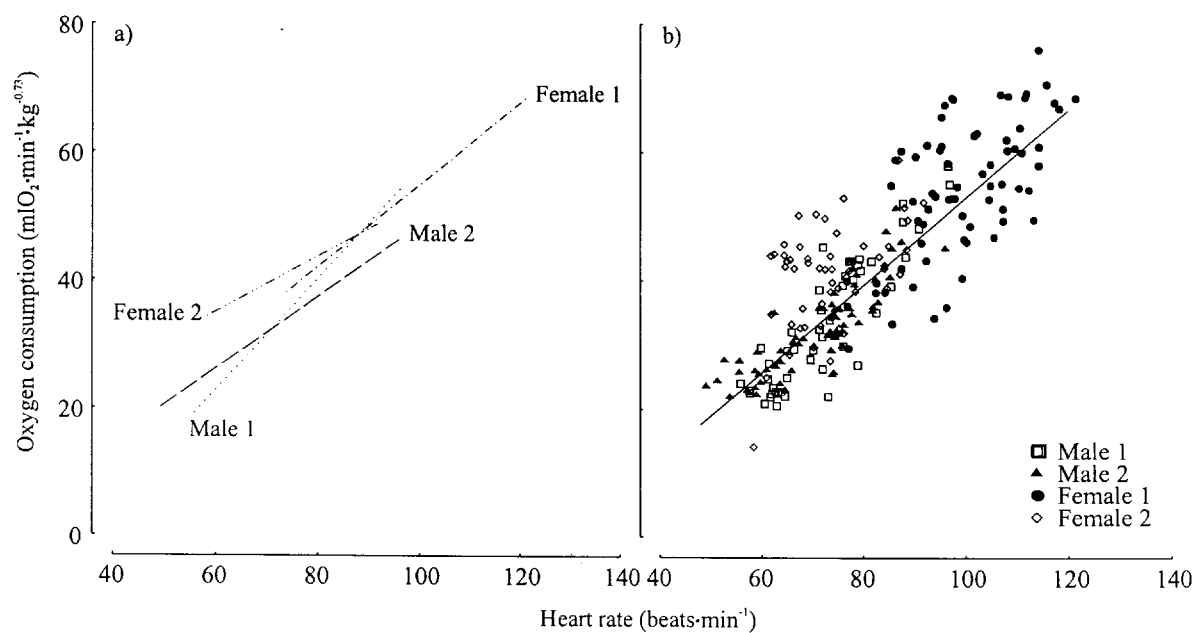 80
60
40
20
0
Oxygen consumption (mlO₂·min⁻¹·kg⁻⁰·⁷³)
a)
Female 1
Male 2
Female 2
Male 1
40 60 80 100 120 140
b)
Male 1
Male 2
Female 1
Female 2
40 60 80 100 120 140
Heart rate (beats·min⁻¹)